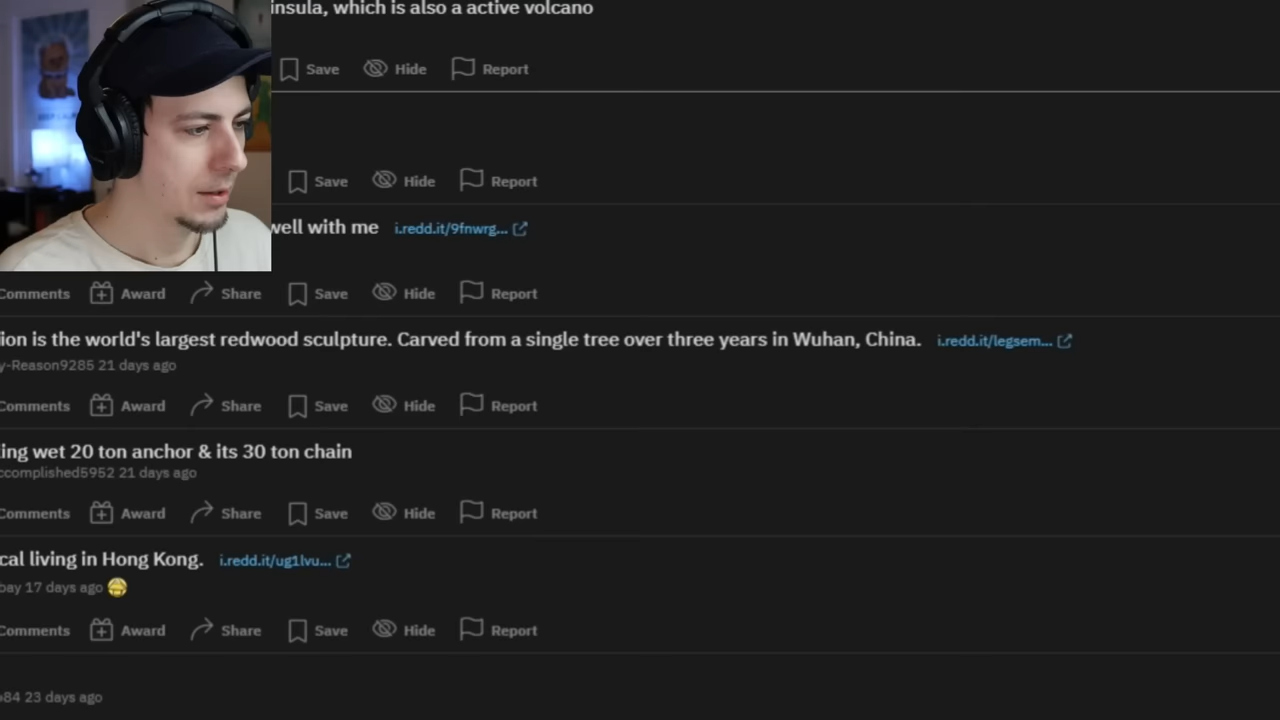 insula, which is also a active volcano
Save Hide Report
Save Hide Report
well with me i.redd.it/9fnwrg...
Comments Award Share Save Hide Report
ion is the world's largest redwood sculpture. Carved from a single tree over three years in Wuhan, China. i.redd.it/legsem...
y-Reason9285 21 days ago
Comments Award Share Save Hide Report
ing wet 20 ton anchor & its 30 ton chain
ccomplished5952 21 days ago
Comments Award Share Save Hide Report
cal living in Hong Kong. i.redd.it/ug1lvu...
bay 17 days ago
Comments Award Share Save Hide Report
84 23 days ago